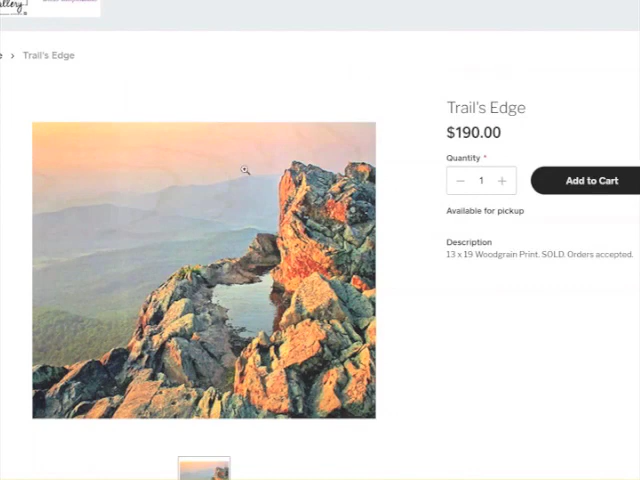 › Trail's Edge
Trail's Edge
$190.00
Quantity *
− 1 +
Add to Cart
Available for pickup
Description
13 x 19 Woodgrain Print. SOLD. Orders accepted.